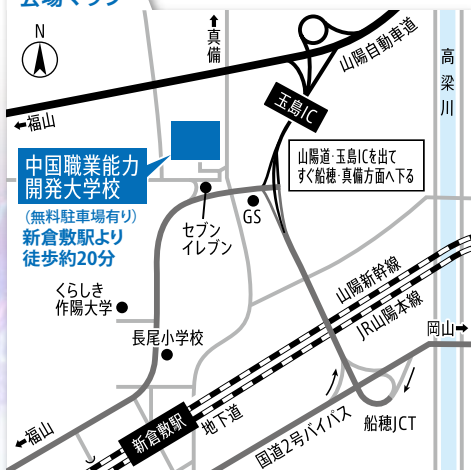 会場マップ
N
真備
山陽自動車道
高梁川
福山
玉島IC
山陽道・玉島ICを出て
すぐ船穂・真備方面へ下る
中国職業能力
開発大学校
(無料駐車場有り)
新倉敷駅より
徒歩約20分
セブン
イレブン
GS
くらしき
作陽大学
長尾小学校
山陽新幹線
JR山陽本線
岡山
福山
新倉敷駅
地下道
国道2号バイパス
船穂JCT